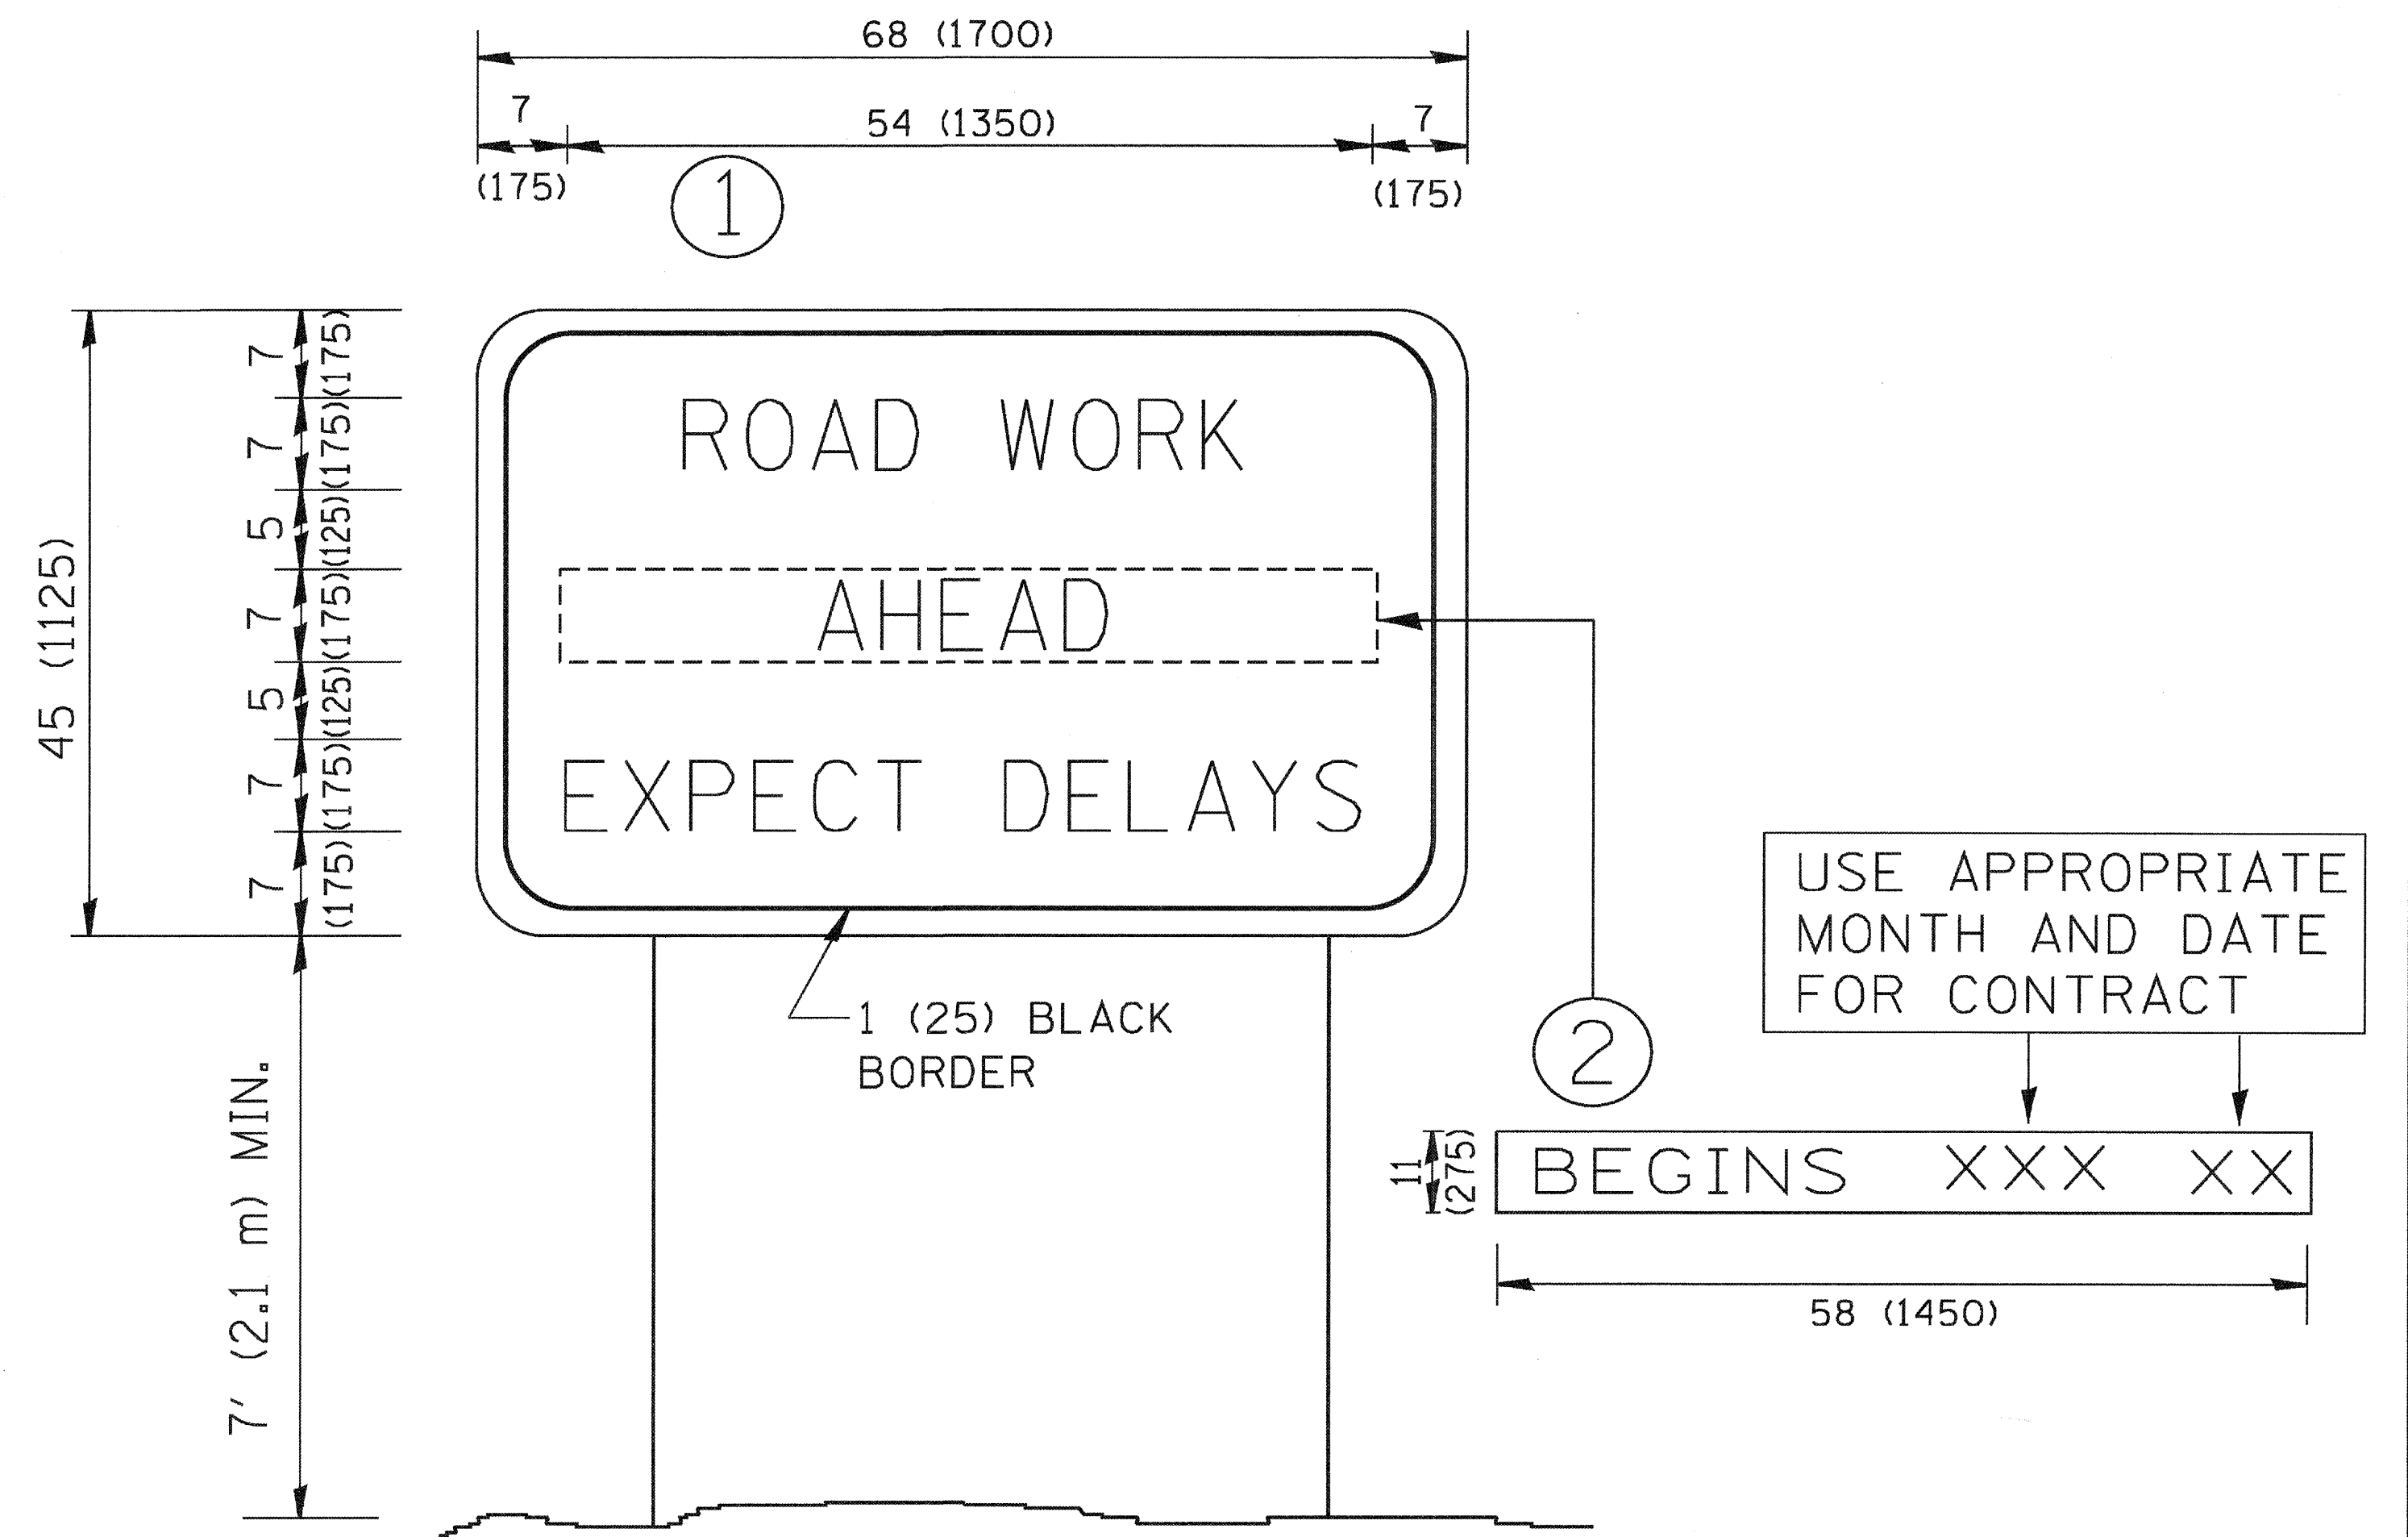 68 (1700)
7
54 (1350)
7
(175)
(175)
1
45 (1125)
7 (175)
7 (175)
5 (125)
7 (175)
5 (125)
7 (175)
7 (175)
ROAD WORK
AHEAD
EXPECT DELAYS
1 (25) BLACK
BORDER
7' (2.1 m) MIN.
2
USE APPROPRIATE
MONTH AND DATE
FOR CONTRACT
11
(275)
BEGINS XXX XX
58 (1450)